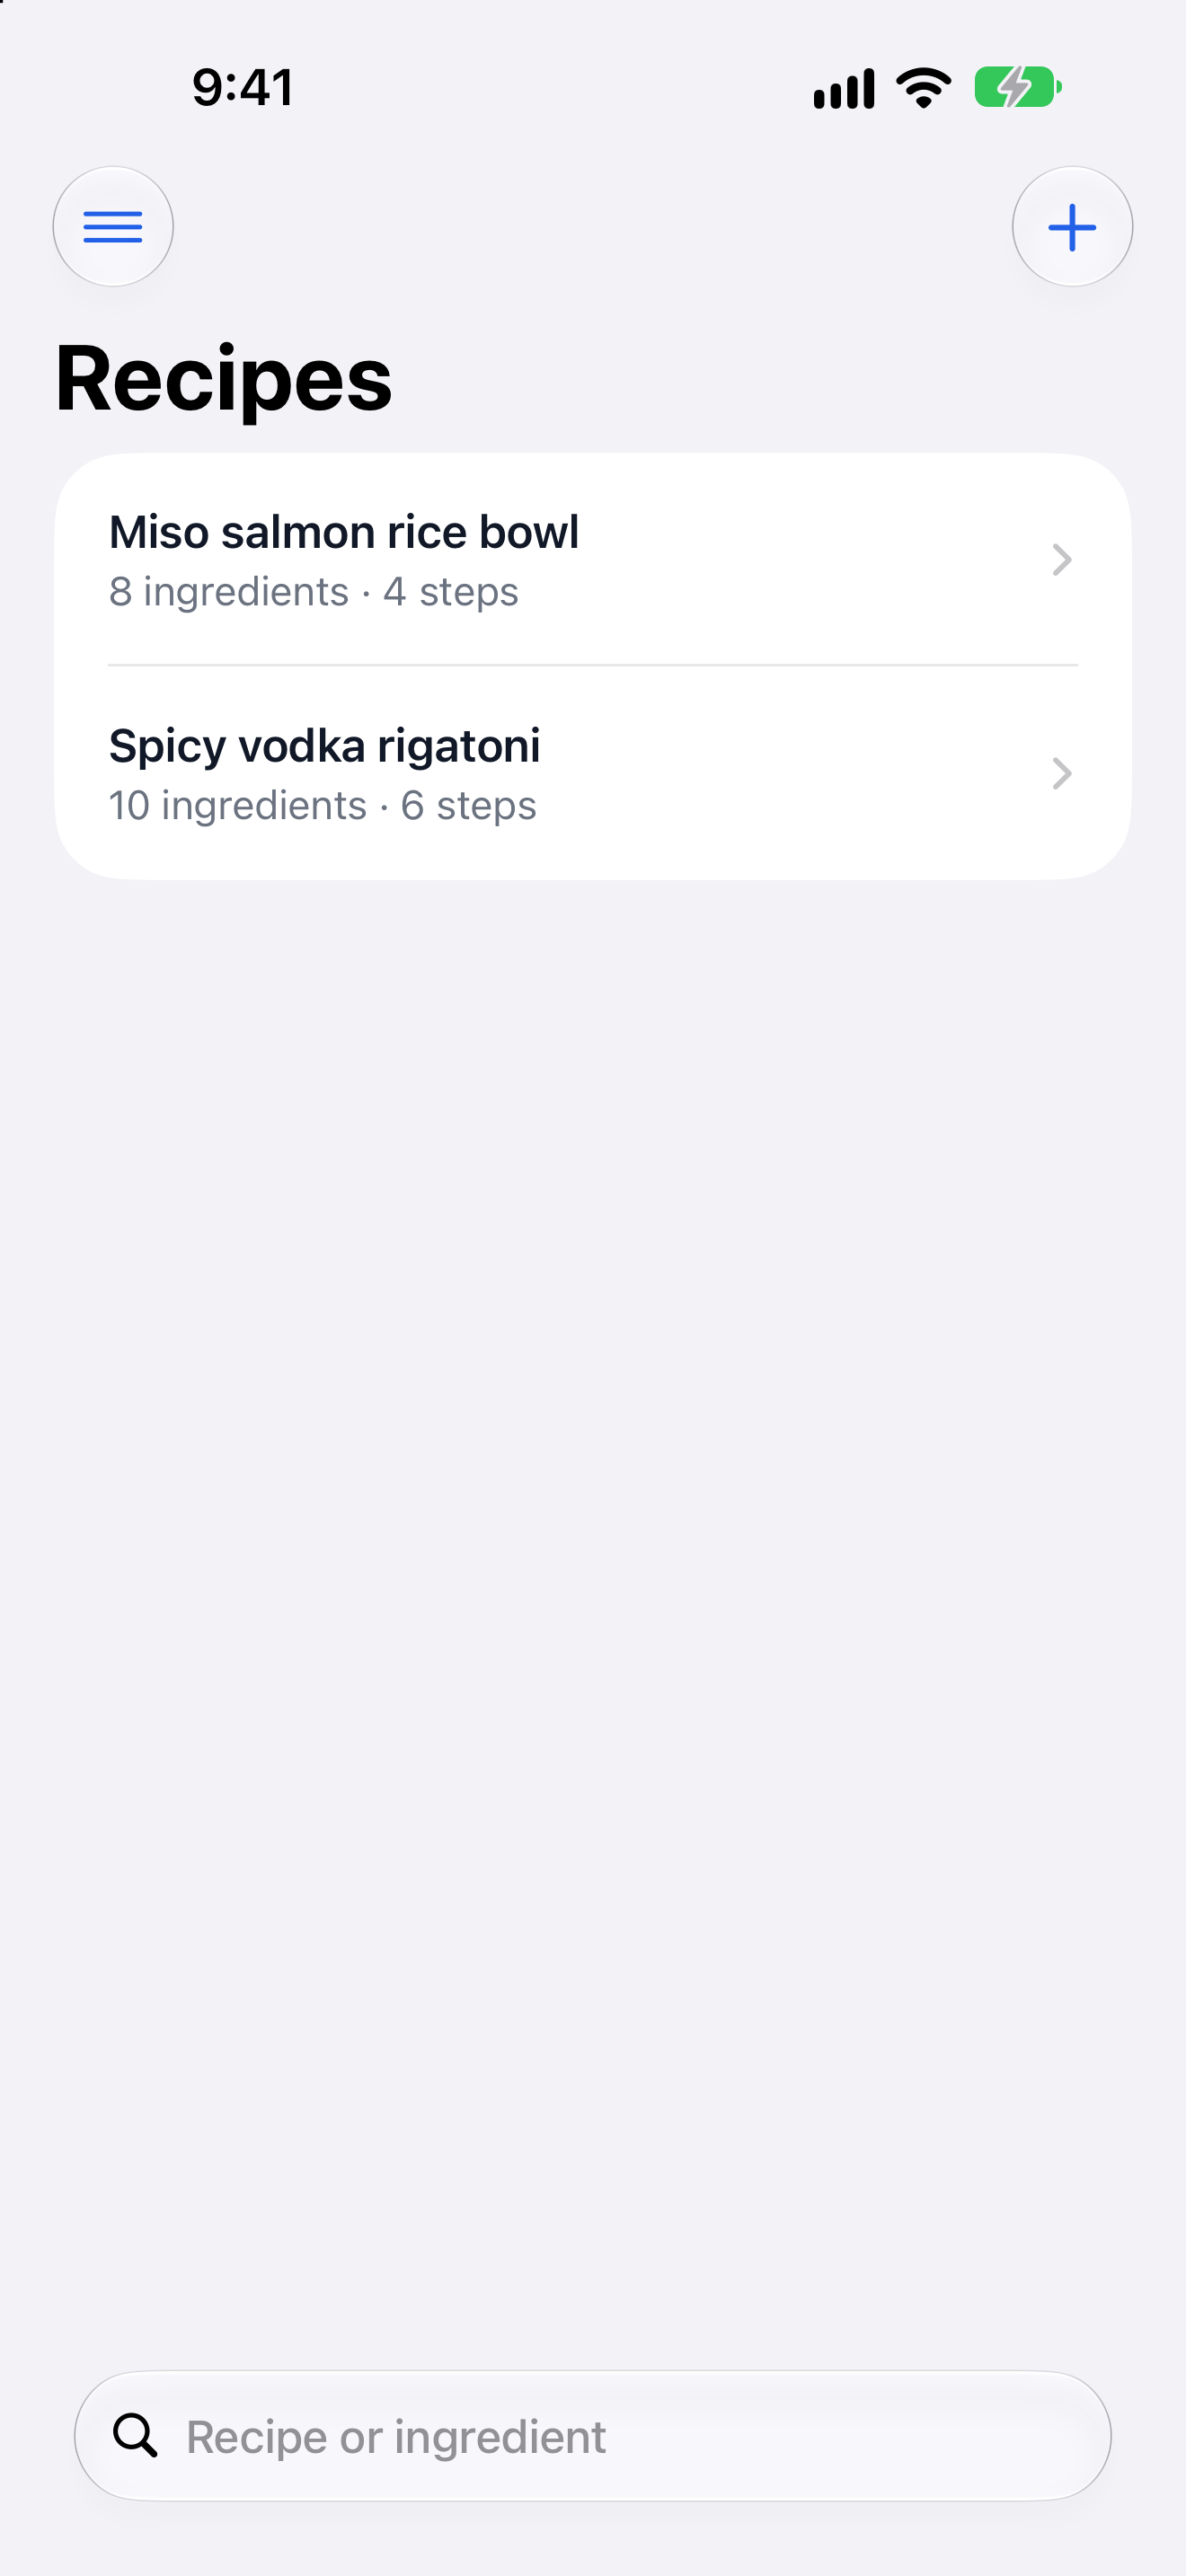 9:41
Recipes
Miso salmon rice bowl
8 ingredients · 4 steps
Spicy vodka rigatoni
10 ingredients · 6 steps
Recipe or ingredient